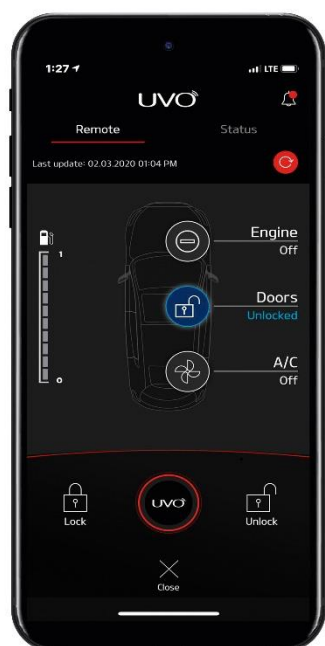 1:27
LTE
UVO
Remote
Status
Last update: 02.03.2020 01:04 PM
Engine
Off
1
Doors
Unlocked
A/C
Off
0
UVO
Lock
Unlock
Close